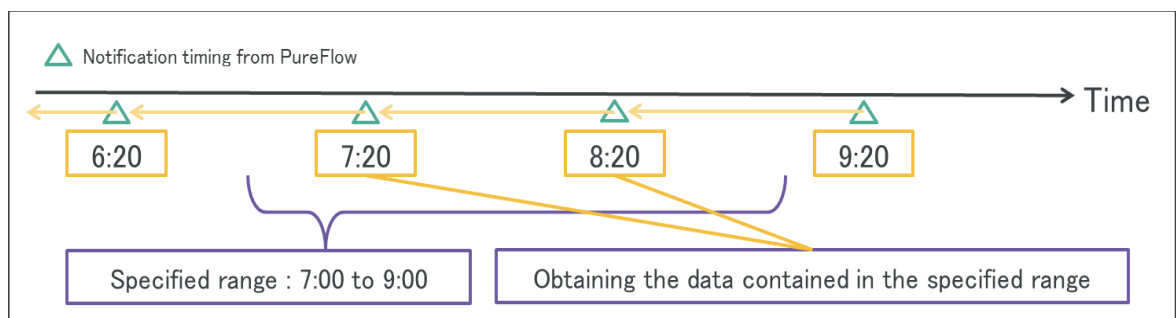 Notification timing from PureFlow
Time
6:20
7:20
8:20
9:20
Specified range : 7:00 to 9:00
Obtaining the data contained in the specified range